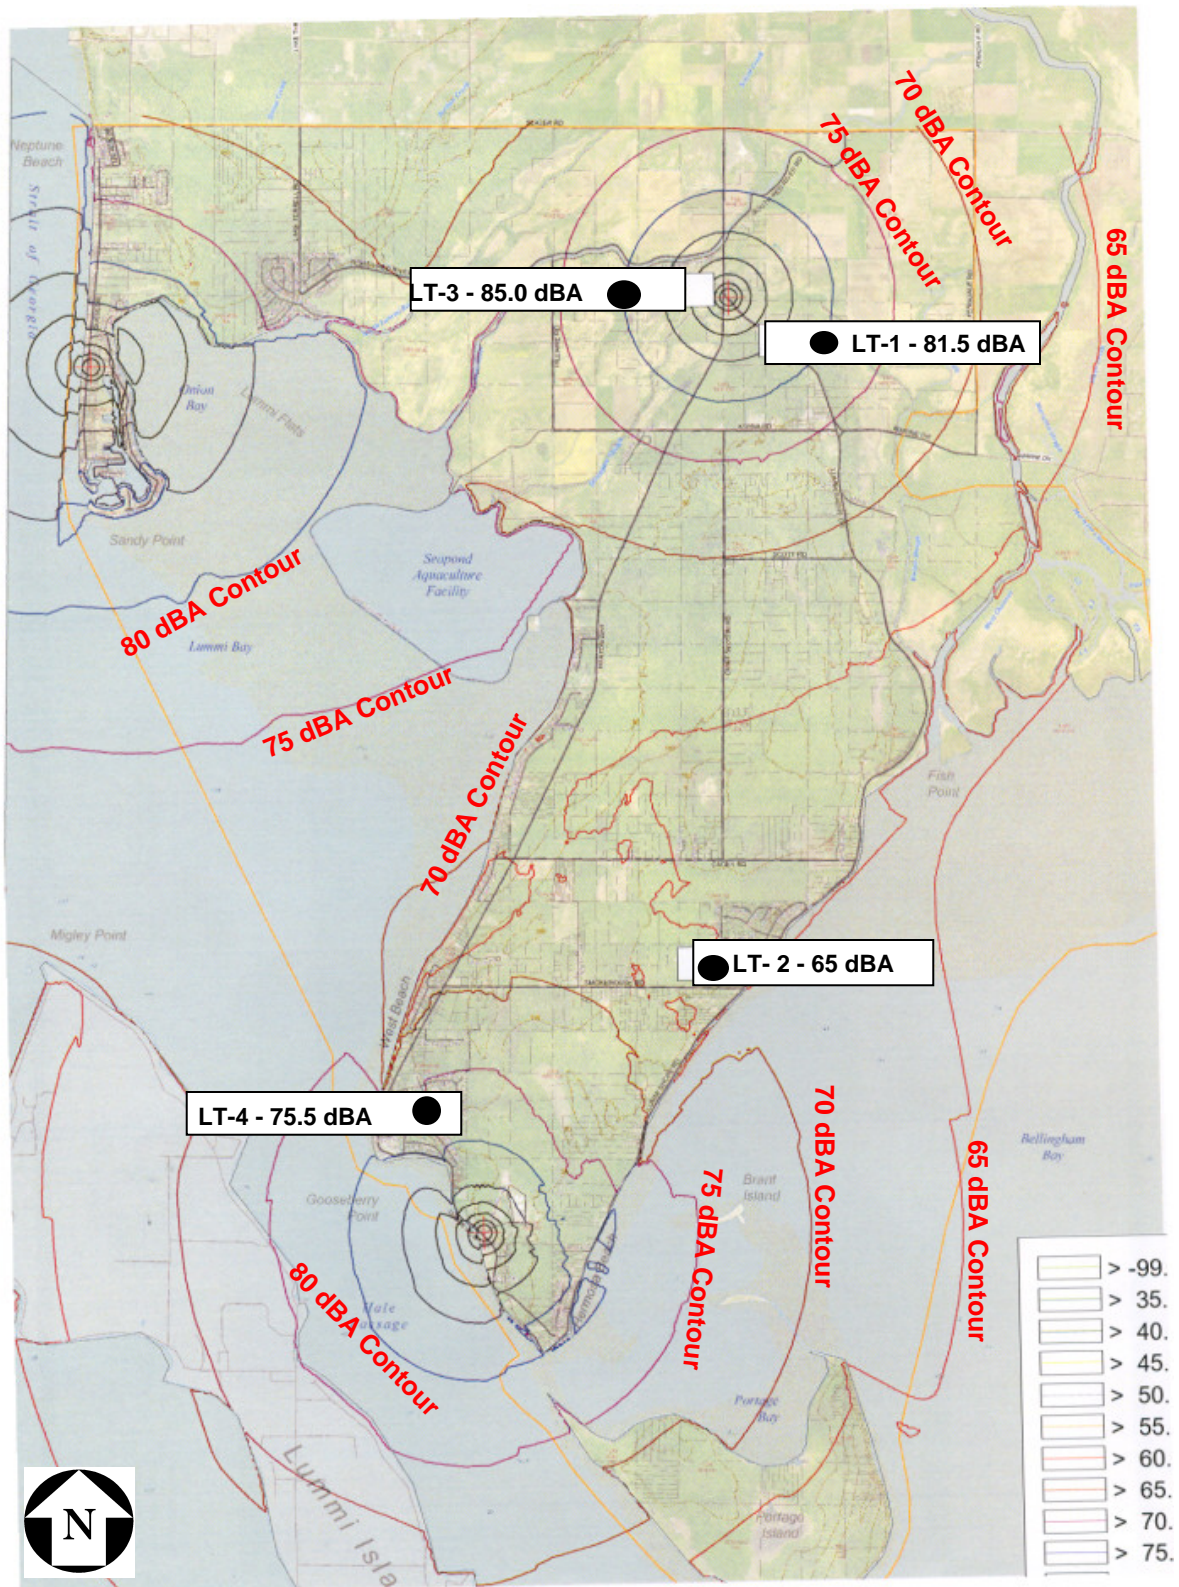 Neptune
Beach
Strait of Georgia
SLATER RD
70 dBA Contour
75 dBA Contour
65 dBA Contour
LT-3 - 85.0 dBA
LT-1 - 81.5 dBA
Onion
Bay
Lummi Flats
Sandy Point
Seapond
Aquaculture
Facility
SCOTT RD
80 dBA Contour
Lummi Bay
75 dBA Contour
70 dBA Contour
Fish
Point
Migley Point
LT- 2 - 65 dBA
West Beach
LT-4 - 75.5 dBA
Gooseberry
Point
Brant
Island
Bellingham
Bay
75 dBA Contour
70 dBA Contour
65 dBA Contour
80 dBA Contour
Hale
Passage
Portage
Bay
Portage
Island
Lummi Isla
N
> -99.
> 35.
> 40.
> 45.
> 50.
> 55.
> 60.
> 65.
> 70.
> 75.